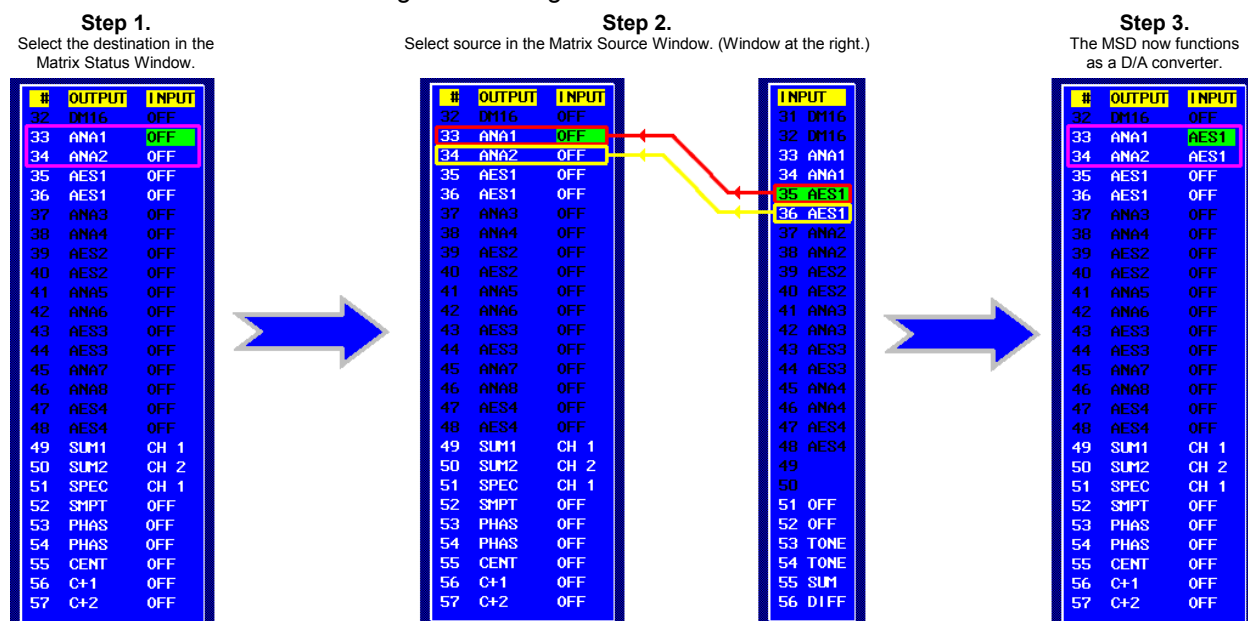 Step 1.
Select the destination in the
Matrix Status Window.
# OUTPUT INPUT
32 DM16 OFF
33 ANA1 OFF
34 ANA2 OFF
35 AES1 OFF
36 AES1 OFF
37 ANA3 OFF
38 ANA4 OFF
39 AES2 OFF
40 AES2 OFF
41 ANA5 OFF
42 ANA6 OFF
43 AES3 OFF
44 AES3 OFF
45 ANA7 OFF
46 ANA8 OFF
47 AES4 OFF
48 AES4 OFF
49 SUM1 CH 1
50 SUM2 CH 2
51 SPEC CH 1
52 SMPT OFF
53 PHAS OFF
54 PHAS OFF
55 CENT OFF
56 C+1 OFF
57 C+2 OFF
Step 2.
Select source in the Matrix Source Window. (Window at the right.)
# OUTPUT INPUT
32 DM16 OFF
33 ANA1 OFF
34 ANA2 OFF
35 AES1 OFF
36 AES1 OFF
37 ANA3 OFF
38 ANA4 OFF
39 AES2 OFF
40 AES2 OFF
41 ANA5 OFF
42 ANA6 OFF
43 AES3 OFF
44 AES3 OFF
45 ANA7 OFF
46 ANA8 OFF
47 AES4 OFF
48 AES4 OFF
49 SUM1 CH 1
50 SUM2 CH 2
51 SPEC CH 1
52 SMPT OFF
53 PHAS OFF
54 PHAS OFF
55 CENT OFF
56 C+1 OFF
57 C+2 OFF
INPUT
31 DM16
32 DM16
33 ANA1
34 ANA1
35 AES1
36 AES1
37 ANA2
38 ANA2
39 AES2
40 AES2
41 ANA3
42 ANA3
43 AES3
44 AES3
45 ANA4
46 ANA4
47 AES4
48 AES4
49
50
51 OFF
52 OFF
53 TONE
54 TONE
55 SUM
56 DIFF
Step 3.
The MSD now functions
as a D/A converter.
# OUTPUT INPUT
32 DM16 OFF
33 ANA1 AES1
34 ANA2 AES1
35 AES1 OFF
36 AES1 OFF
37 ANA3 OFF
38 ANA4 OFF
39 AES2 OFF
40 AES2 OFF
41 ANA5 OFF
42 ANA6 OFF
43 AES3 OFF
44 AES3 OFF
45 ANA7 OFF
46 ANA8 OFF
47 AES4 OFF
48 AES4 OFF
49 SUM1 CH 1
50 SUM2 CH 2
51 SPEC CH 1
52 SMPT OFF
53 PHAS OFF
54 PHAS OFF
55 CENT OFF
56 C+1 OFF
57 C+2 OFF